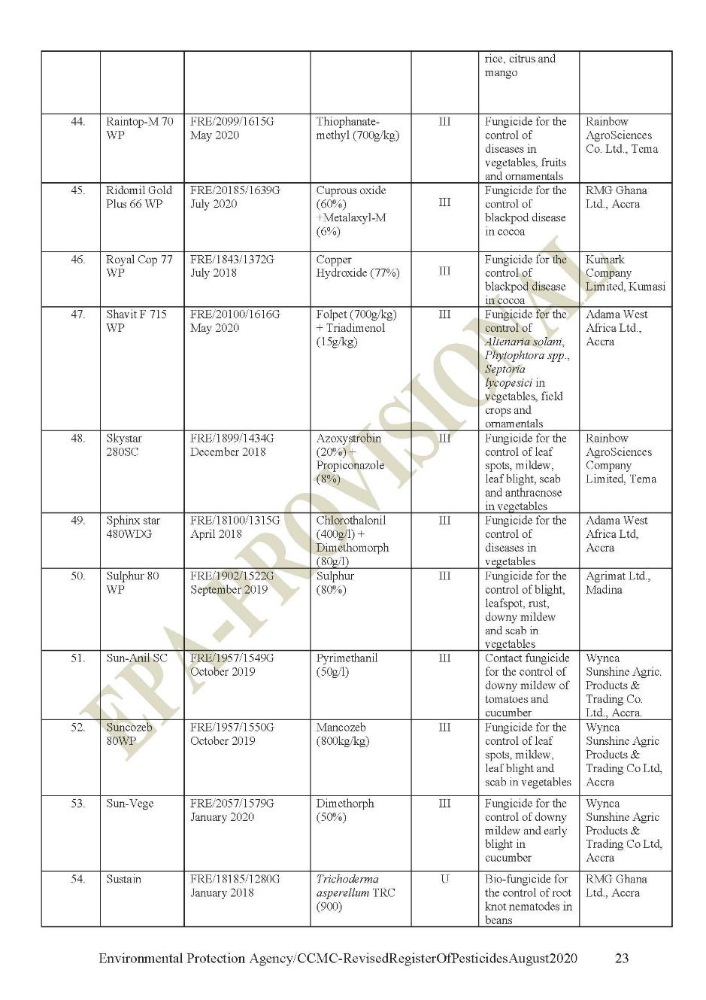 rice, citrus and
mango
44. Raintop-M 70 FRE/2099/1615G Thiophanate- III Fungicide for the Rainbow
WP May 2020 methyl (700g/kg) control of AgroSciences
diseases in Co. Ltd., Tema
vegetables, fruits
and ornamentals
45. Ridomil Gold FRE/20185/1639G Cuprous oxide Fungicide for the RMG Ghana
Plus 66 WP July 2020 (60%) III control of Ltd., Accra
+Metalaxyl-M blackpod disease
(6%) in cocoa
46. Royal Cop 77 FRE/1843/1372G Copper Fungicide for the Kumark
WP July 2018 Hydroxide (77%) III control of Company
blackpod disease Limited, Kumasi
in cocoa
47. Shavit F 715 FRE/20100/1616G Folpet (700g/kg) III Fungicide for the Adama West
WP May 2020 + Triadimenol control of Africa Ltd.,
(15g/kg) Altenaria solani, Accra
Phytophtora spp.,
Septoria
lycopesici in
vegetables, field
crops and
ornamentals
48. Skystar FRE/1899/1434G Azoxystrobin III Fungicide for the Rainbow
280SC December 2018 (20%) + control of leaf AgroSciences
Propiconazole spots, mildew, Company
(8%) leaf blight, scab Limited, Tema
and anthracnose
in vegetables
49. Sphinx star FRE/18100/1315G Chlorothalonil III Fungicide for the Adama West
480WDG April 2018 (400g/l) + control of Africa Ltd,
Dimethomorph diseases in Accra
(80g/l) vegetables
50. Sulphur 80 FRE/1902/1522G Sulphur III Fungicide for the Agrimat Ltd.,
WP September 2019 (80%) control of blight, Madina
leafspot, rust,
downy mildew
and scab in
vegetables
51. Sun-Anil SC FRE/1957/1549G Pyrimethanil III Contact fungicide Wynca
October 2019 (50g/l) for the control of Sunshine Agric.
downy mildew of Products &
tomatoes and Trading Co.
cucumber Ltd., Accra.
52. Suncozeb FRE/1957/1550G Mancozeb III Fungicide for the Wynca
80WP October 2019 (800kg/kg) control of leaf Sunshine Agric
spots, mildew, Products &
leaf blight and Trading Co Ltd,
scab in vegetables Accra
53. Sun-Vege FRE/2057/1579G Dimethorph III Fungicide for the Wynca
January 2020 (50%) control of downy Sunshine Agric
mildew and early Products &
blight in Trading Co Ltd,
cucumber Accra
54. Sustain FRE/18185/1280G Trichoderma U Bio-fungicide for RMG Ghana
January 2018 asperellum TRC the control of root Ltd., Accra
(900) knot nematodes in
beans
EPA-PROVISIONAL
Environmental Protection Agency/CCMC-RevisedRegisterOfPesticidesAugust2020 23